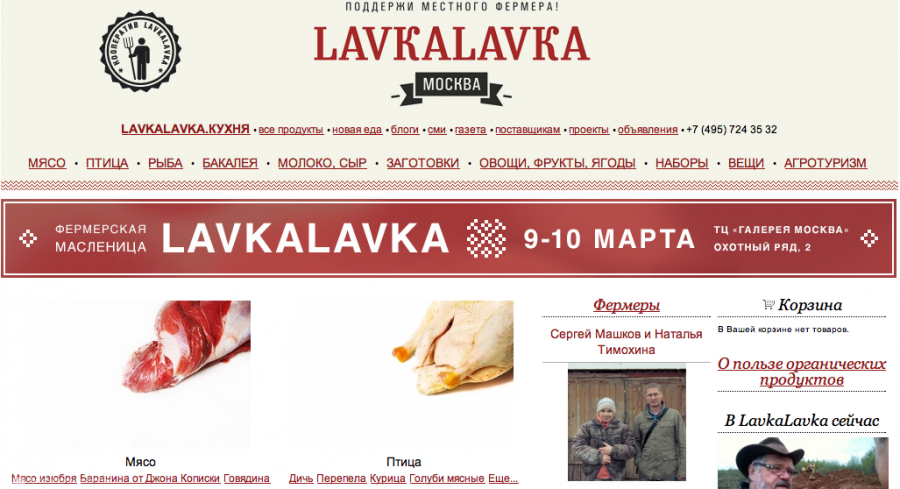 ПОДДЕРЖИ МЕСТНОГО ФЕРМЕРА!
КООПЕРАТИВ LAVKALAVKA
LAVKALAVKA
МОСКВА
LAVKALAVKA.КУХНЯ • все продукты • новая еда • блоги • сми • газета • поставщикам • проекты • объявления • +7 (495) 724 35 32
МЯСО • ПТИЦА • РЫБА • БАКАЛЕЯ • МОЛОКО, СЫР • ЗАГОТОВКИ • ОВОЩИ, ФРУКТЫ, ЯГОДЫ • НАБОРЫ • ВЕЩИ • АГРОТУРИЗМ
ФЕРМЕРСКАЯ
МАСЛЕНИЦА
LAVKALAVKA
9-10 МАРТА
ТЦ «ГАЛЕРЕЯ МОСКВА»
ОХОТНЫЙ РЯД, 2
Мясо
Мясо изюбря Баранина от Джона Кописки Говядина
Птица
Дичь Перепела Курица Голуби мясные Еще...
Фермеры
Сергей Машков и Наталья
Тимохина
Корзина
В Вашей корзине нет товаров.
О пользе органических
продуктов
В LavkaLavka сейчас